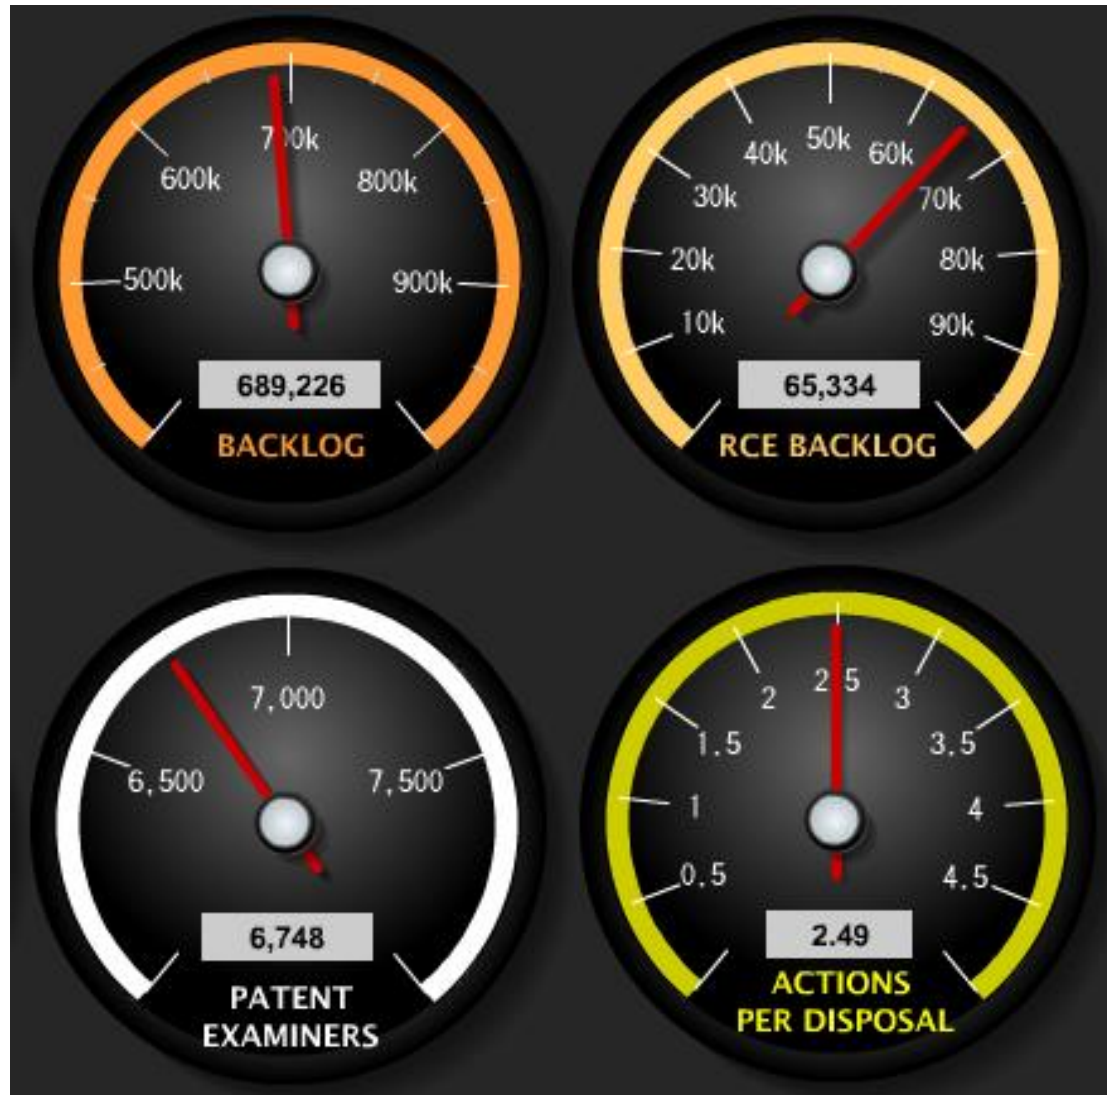 700k
600k
800k
500k
900k
689,226
BACKLOG
50k
40k
60k
30k
70k
20k
80k
10k
90k
65,334
RCE BACKLOG
7,000
6,500
7,500
6,748
PATENT
EXAMINERS
2.5
2
3
1.5
3.5
1
4
0.5
4.5
2.49
ACTIONS
PER DISPOSAL